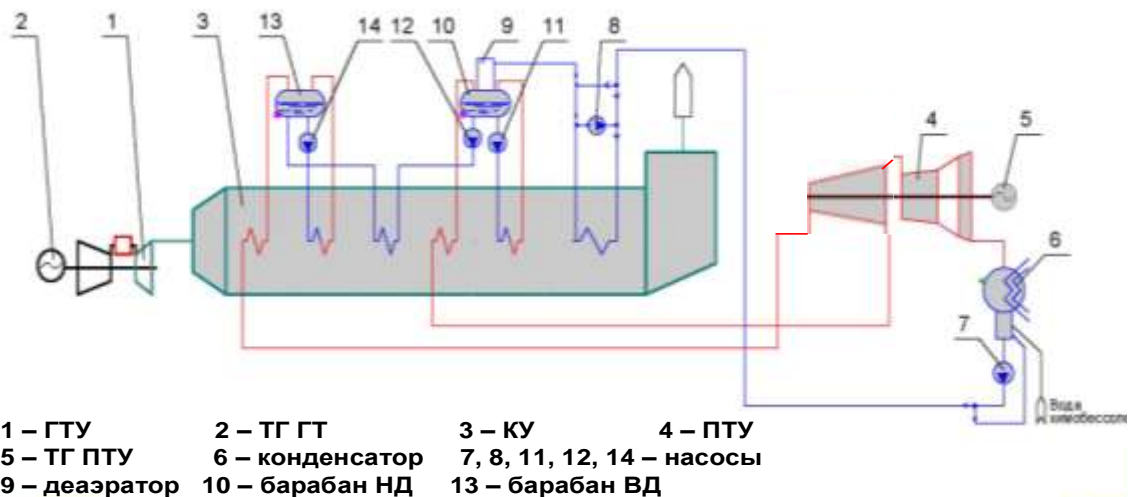 2 1 3 13 14 12 10 9 11 8
4 5
6
7
Вода
1 – ГТУ 2 – ТГ ГТ 3 – КУ 4 – ПТУ
5 – ТГ ПТУ 6 – конденсатор 7, 8, 11, 12, 14 – насосы
9 – деаэратор 10 – барабан НД 13 – барабан ВД